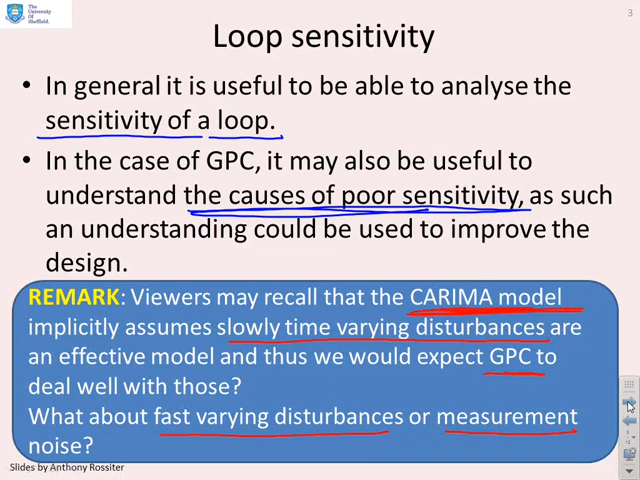 The
University
Of
Sheffield.
3
Loop sensitivity
• In general it is useful to be able to analyse the
sensitivity of a loop.
• In the case of GPC, it may also be useful to
understand the causes of poor sensitivity, as such
an understanding could be used to improve the
design.
REMARK: Viewers may recall that the CARIMA model
implicitly assumes slowly time varying disturbances are
an effective model and thus we would expect GPC to
deal well with those?
What about fast varying disturbances or measurement
noise?
Slides by Anthony Rossiter